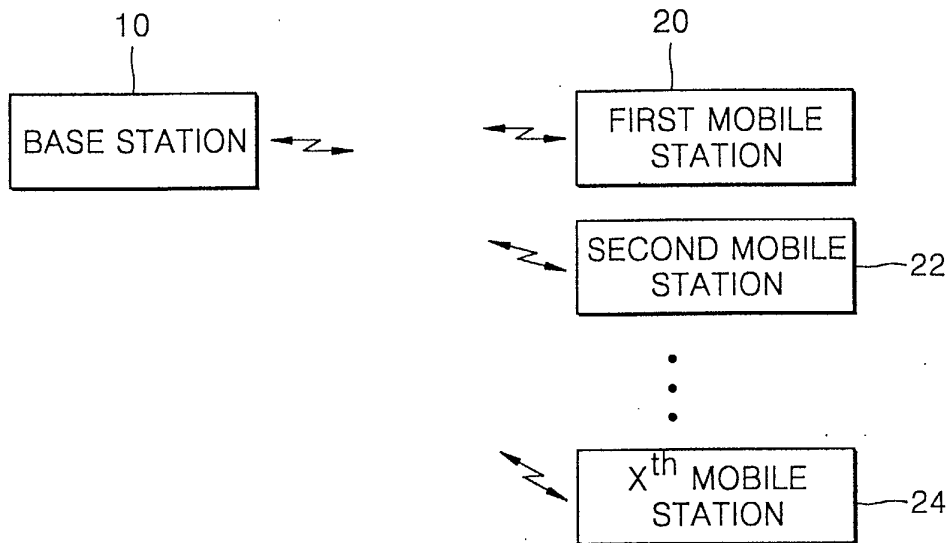 10
20
BASE STATION
FIRST MOBILE
STATION
SECOND MOBILE
STATION
22
Xth MOBILE
STATION
24